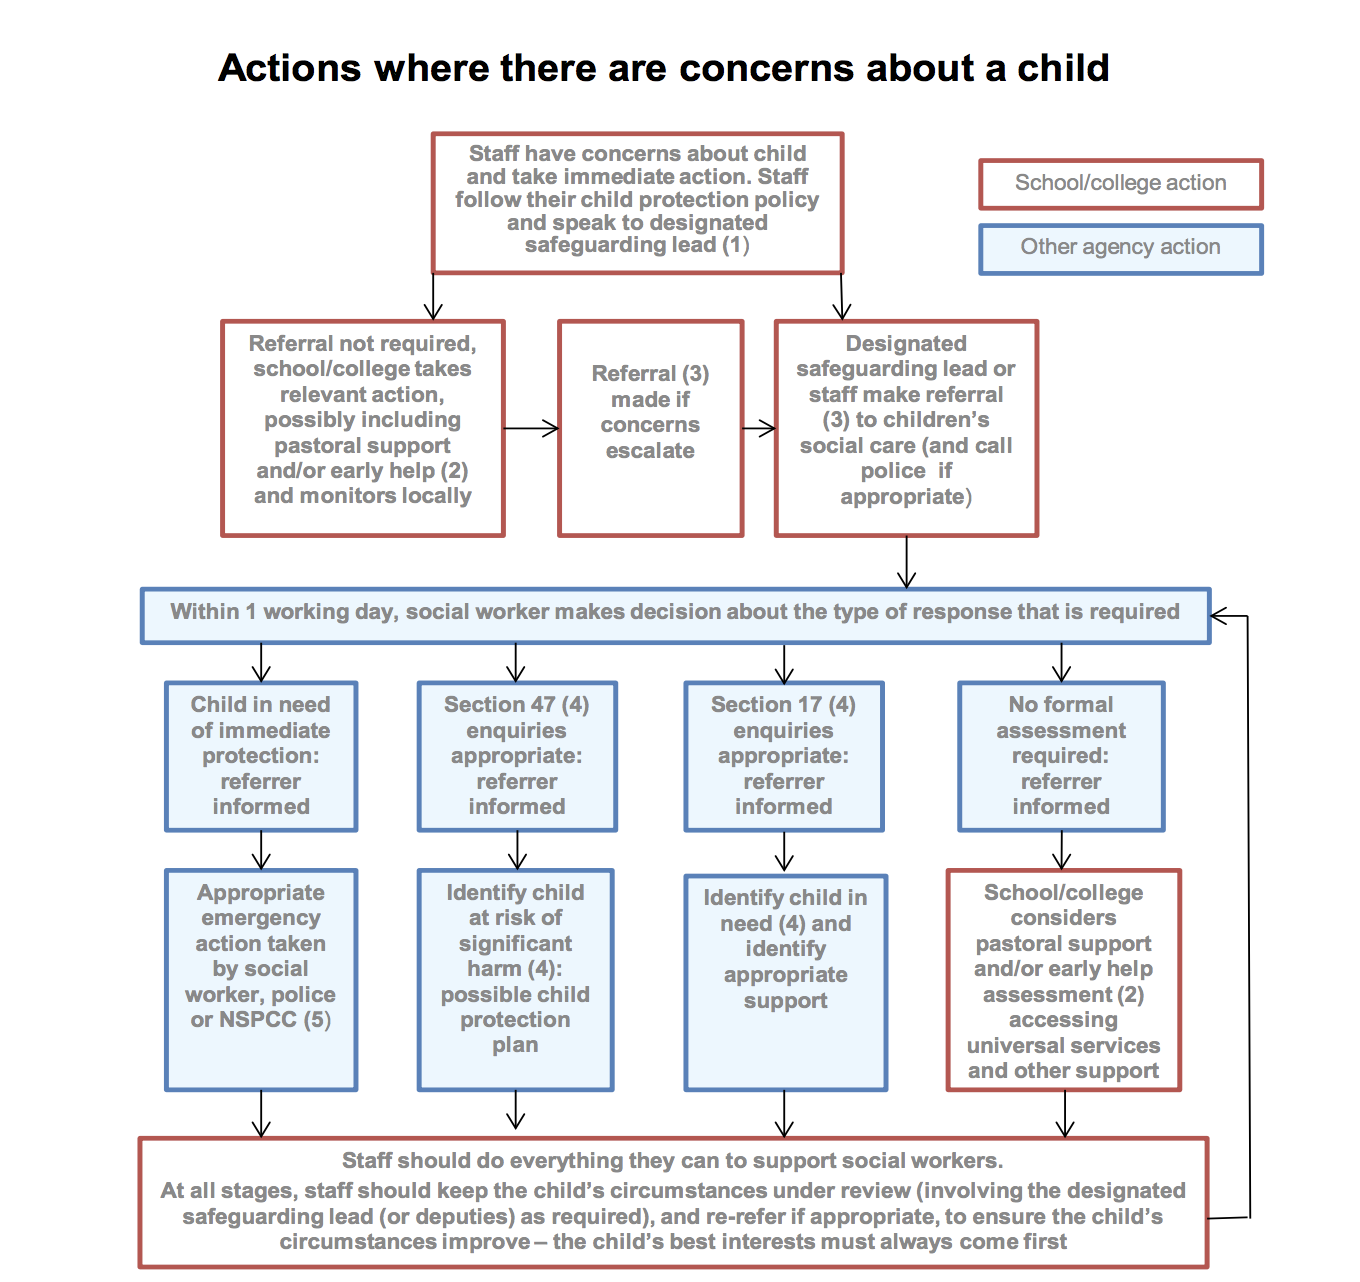 Actions where there are concerns about a child
Staff have concerns about child
and take immediate action. Staff
follow their child protection policy
and speak to designated
safeguarding lead (1)
School/college action
Other agency action
Referral not required,
school/college takes
relevant action,
possibly including
pastoral support
and/or early help (2)
and monitors locally
Referral (3)
made if
concerns
escalate
Designated
safeguarding lead or
staff make referral
(3) to children’s
social care (and call
police if
appropriate)
Within 1 working day, social worker makes decision about the type of response that is required
Child in need
of immediate
protection:
referrer
informed
Section 47 (4)
enquiries
appropriate:
referrer
informed
Section 17 (4)
enquiries
appropriate:
referrer
informed
No formal
assessment
required:
referrer
informed
Appropriate
emergency
action taken
by social
worker, police
or NSPCC (5)
Identify child
at risk of
significant
harm (4):
possible child
protection
plan
Identify child in
need (4) and
identify
appropriate
support
School/college
considers
pastoral support
and/or early help
assessment (2)
accessing
universal services
and other support
Staff should do everything they can to support social workers.
At all stages, staff should keep the child’s circumstances under review (involving the designated
safeguarding lead (or deputies) as required), and re-refer if appropriate, to ensure the child’s
circumstances improve – the child’s best interests must always come first